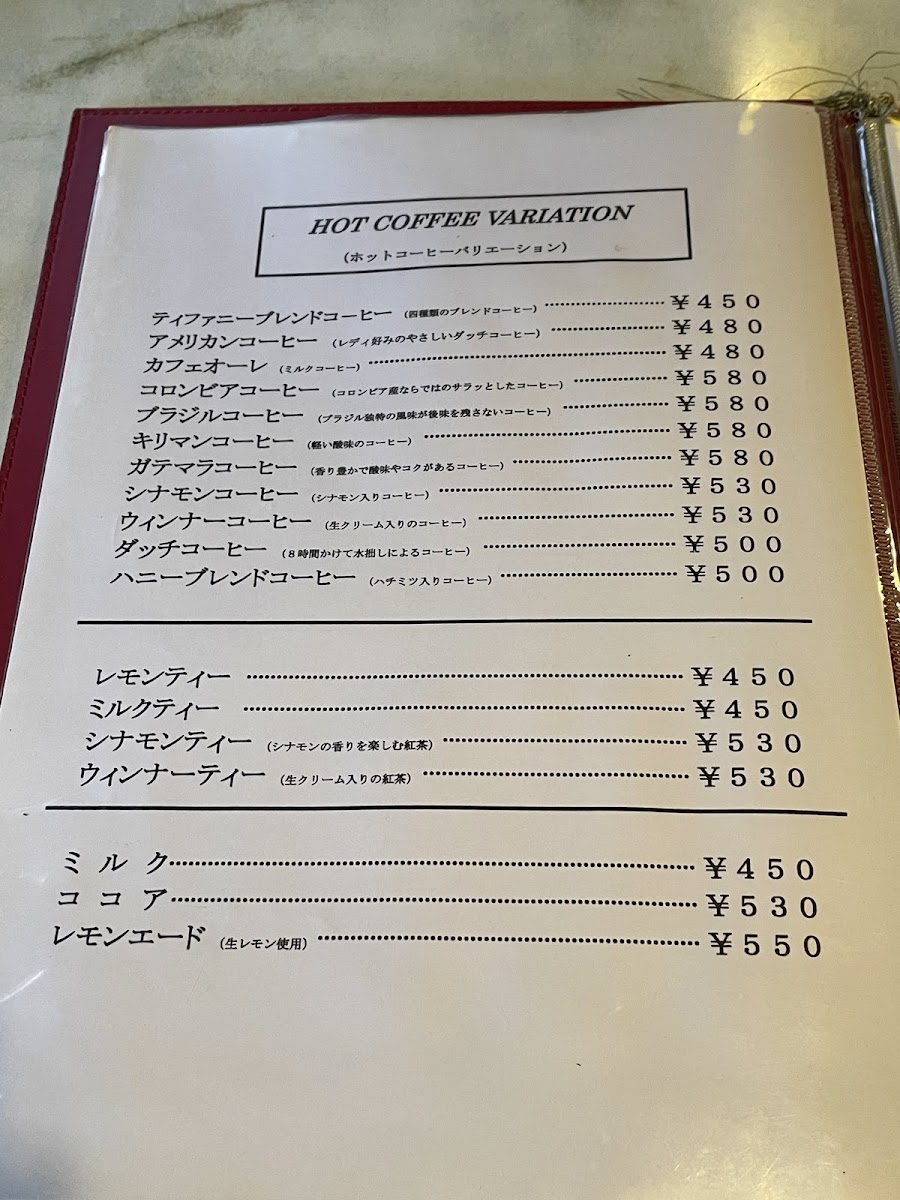 HOT COFFEE VARIATION
(ホットコーヒーバリエーション)
ティファニーブレンドコーヒー (四種類のブレンドコーヒー) ………………… ￥450
アメリカンコーヒー (レディ好みのやさしいダッチコーヒー) ………………… ￥480
カフェオーレ (ミルクコーヒー) ………………… ￥480
コロンビアコーヒー (コロンビア産ならではのサラッとしたコーヒー) ………………… ￥580
ブラジルコーヒー (ブラジル独特の風味が後味を残さないコーヒー) ………………… ￥580
キリマンコーヒー (軽い酸味のコーヒー) ………………… ￥580
ガテマラコーヒー (香り豊かで酸味やコクがあるコーヒー) ………………… ￥580
シナモンコーヒー (シナモン入りコーヒー) ………………… ￥530
ウィンナーコーヒー (生クリーム入りのコーヒー) ………………… ￥530
ダッチコーヒー (8時間かけて水拙しによるコーヒー) ………………… ￥500
ハニーブレンドコーヒー (ハチミツ入りコーヒー) ………………… ￥500
レモンティー ………………… ￥450
ミルクティー ………………… ￥450
シナモンティー (シナモンの香りを楽しむ紅茶) ………………… ￥530
ウィンナーティー (生クリーム入りの紅茶) ………………… ￥530
ミルク ………………… ￥450
ココア ………………… ￥530
レモンエード (生レモン使用) ………………… ￥550